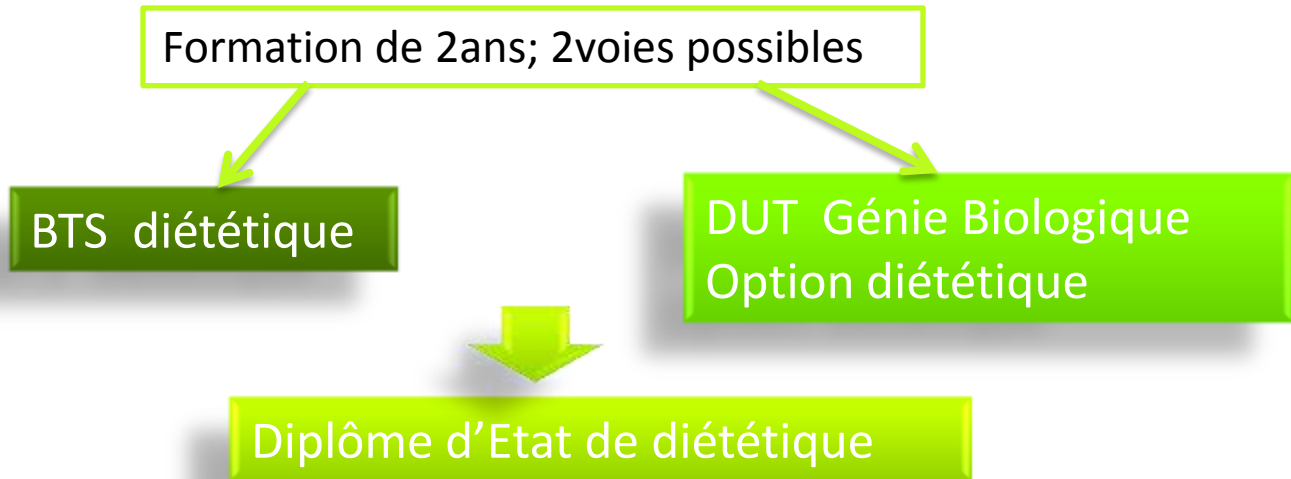 Formation de 2ans; 2voies possibles
BTS  diététique
DUT  Génie Biologique
Option diététique
Diplôme d’Etat de diététique